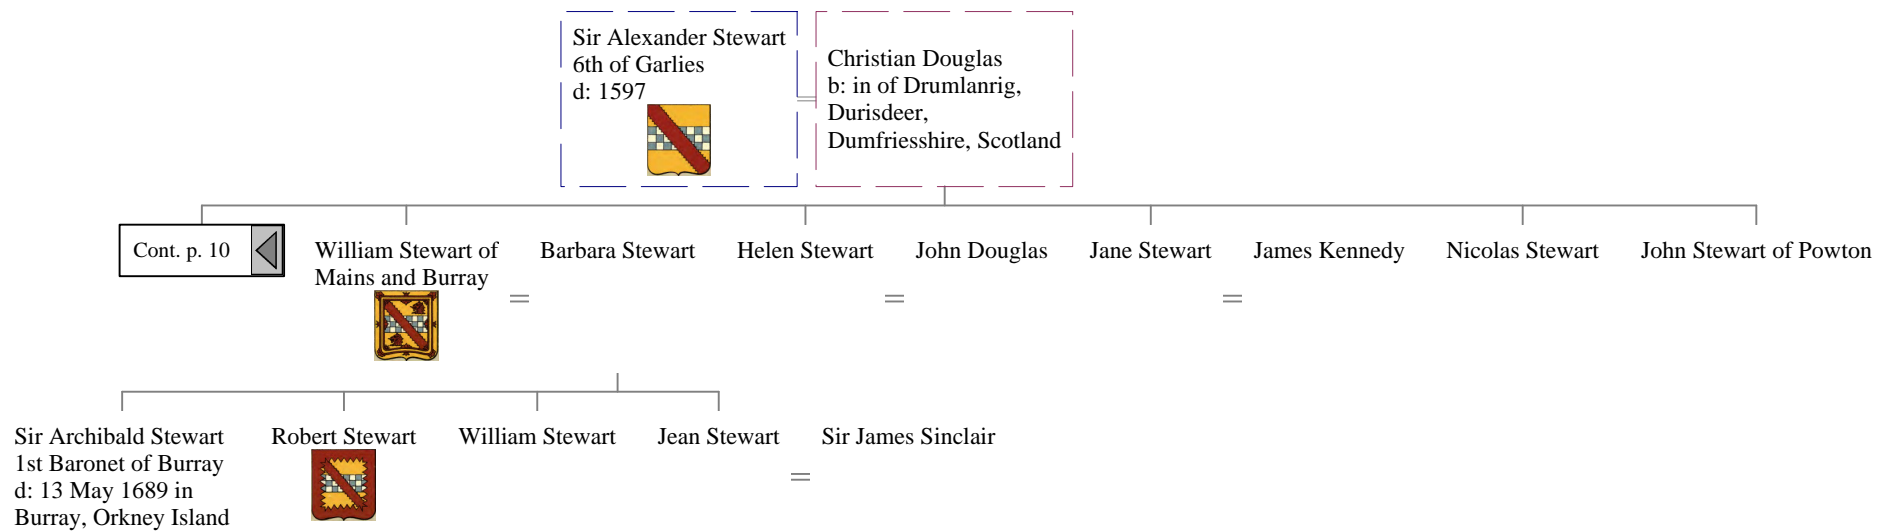 Sir Alexander Stewart
6th of Garlies
d: 1597
Christian Douglas
b: in of Drumlanrig,
Durisdeer,
Dumfriesshire, Scotland
Cont. p. 10
William Stewart of
Mains and Burray
Barbara Stewart
Helen Stewart
John Douglas
Jane Stewart
James Kennedy
Nicolas Stewart
John Stewart of Powton
Sir Archibald Stewart
1st Baronet of Burray
d: 13 May 1689 in
Burray, Orkney Island
Robert Stewart
William Stewart
Jean Stewart
Sir James Sinclair